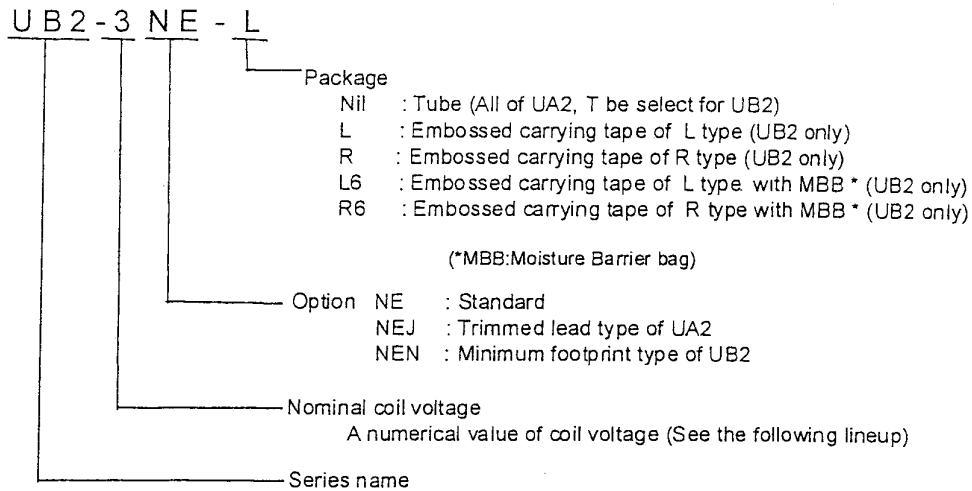 UB2-3NE-L
Package
Nil : Tube (All of UA2, T be select for UB2)
L : Embossed carrying tape of L type (UB2 only)
R : Embossed carrying tape of R type (UB2 only)
L6 : Embossed carrying tape of L type with MBB * (UB2 only)
R6 : Embossed carrying tape of R type with MBB * (UB2 only)
(*MBB:Moisture Barrier bag)
Option NE : Standard
NEJ : Trimmed lead type of UA2
NEN : Minimum footprint type of UB2
Nominal coil voltage
A numerical value of coil voltage (See the following lineup)
Series name